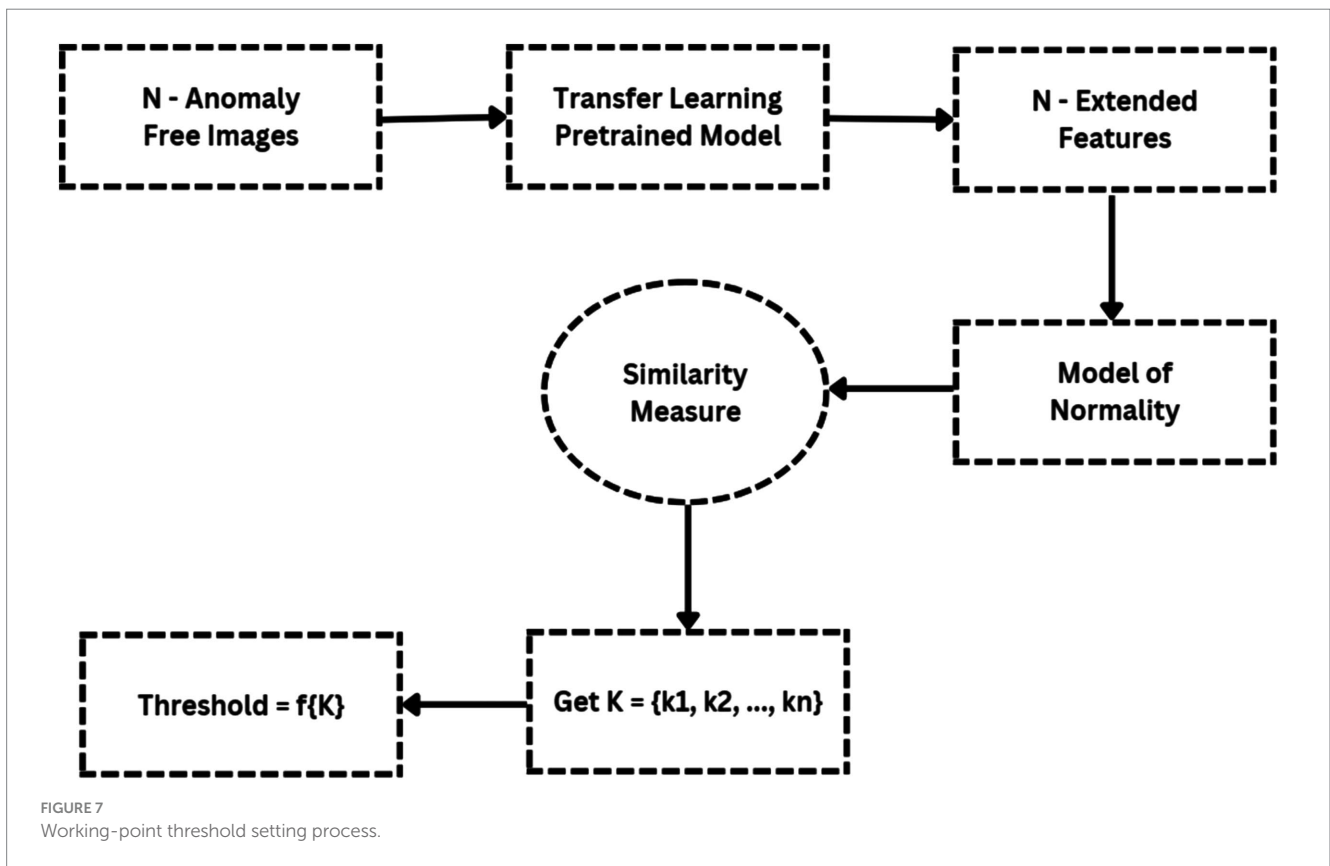 N - Anomaly
Free Images
Transfer Learning
Pretrained Model
N - Extended
Features
Model of
Normality
Similarity
Measure
Get K = {k1, k2, ..., kn}
Threshold = f{K}
FIGURE 7
Working-point threshold setting process.